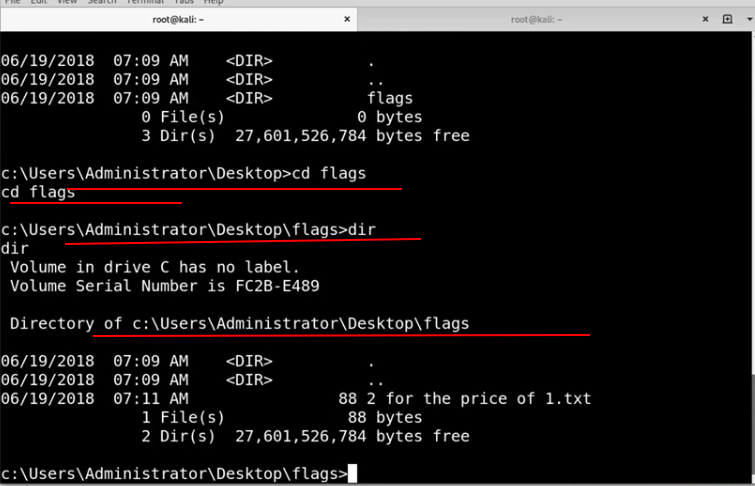 File Edit View Search Terminal Tabs Help
root@kali: ~ × root@kali: ~ ×
06/19/2018  07:09 AM    <DIR>          .
06/19/2018  07:09 AM    <DIR>          ..
06/19/2018  07:09 AM    <DIR>          flags
               0 File(s)              0 bytes
               3 Dir(s)  27,601,526,784 bytes free
c:\Users\Administrator\Desktop>cd flags
cd flags
c:\Users\Administrator\Desktop\flags>dir
dir
 Volume in drive C has no label.
 Volume Serial Number is FC2B-E489
 Directory of c:\Users\Administrator\Desktop\flags
06/19/2018  07:09 AM    <DIR>          .
06/19/2018  07:09 AM    <DIR>          ..
06/19/2018  07:11 AM                88 2 for the price of 1.txt
               1 File(s)             88 bytes
               2 Dir(s)  27,601,526,784 bytes free
c:\Users\Administrator\Desktop\flags>